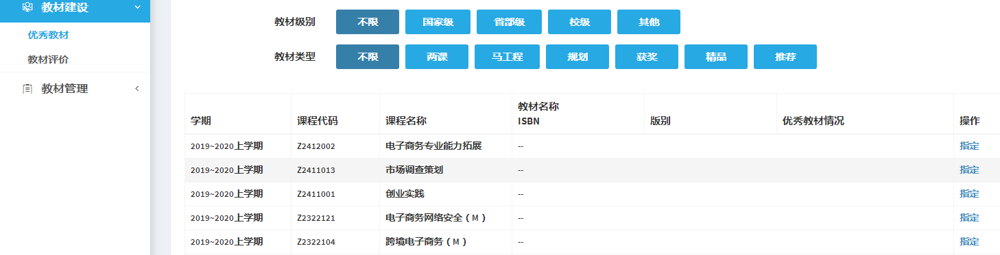 教材建设
优秀教材
教材评价
教材管理
教材级别 不限 国家级 省部级 校级 其他
教材类型 不限 两课 马工程 规划 获奖 精品 推荐
教材名称
学期 课程代码 课程名称 ISBN 版别 优秀教材情况 操作
2019~2020上学期 Z2412002 电子商务专业能力拓展 -- 指定
2019~2020上学期 Z2411013 市场调查策划 -- 指定
2019~2020上学期 Z2411001 创业实践 -- 指定
2019~2020上学期 Z2322121 电子商务网络安全（M） -- 指定
2019~2020上学期 Z2322104 跨境电子商务（M） -- 指定